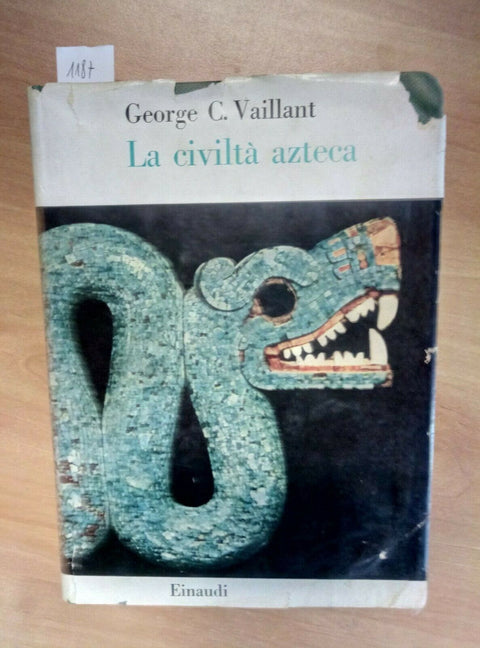 1187
George C. Vaillant
La civiltà azteca
Einaudi